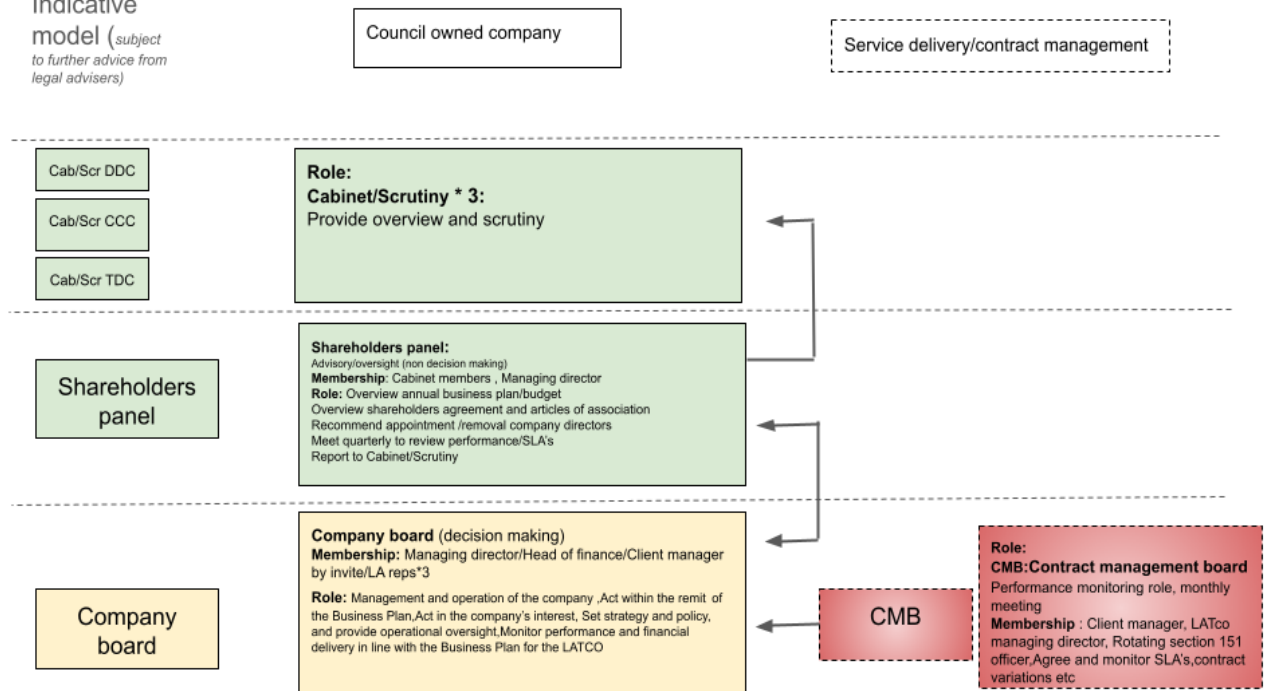 Indicative
model (subject
to further advice from
legal advisers)
Council owned company
Service delivery/contract management
Cab/Scr DDC
Cab/Scr CCC
Cab/Scr TDC
Role:
Cabinet/Scrutiny * 3:
Provide overview and scrutiny
Shareholders
panel
Shareholders panel:
Advisory/oversight (non decision making)
Membership: Cabinet members , Managing director
Role: Overview annual business plan/budget
Overview shareholders agreement and articles of association
Recommend appointment /removal company directors
Meet quarterly to review performance/SLA's
Report to Cabinet/Scrutiny
Company
board
Company board (decision making)
Membership: Managing director/Head of finance/Client manager
by invite/LA reps*3
Role: Management and operation of the company ,Act within the remit of
the Business Plan,Act in the company's interest, Set strategy and policy,
and provide operational oversight,Monitor performance and financial
delivery in line with the Business Plan for the LATCO
CMB
Role:
CMB:Contract management board
Performance monitoring role, monthly
meeting
Membership : Client manager, LATco
managing director, Rotating section 151
officer,Agree and monitor SLA's,contract
variations etc